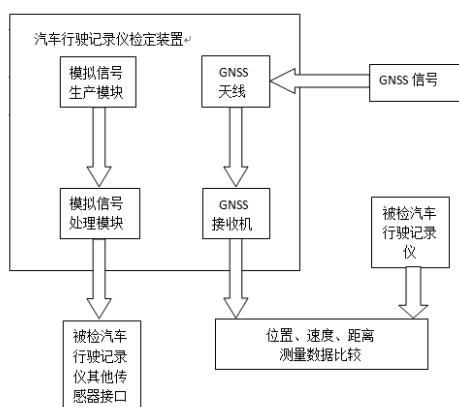 汽车行驶记录仪检定装置
模拟信号
生产模块
GNSS
天线
GNSS 信号
模拟信号
处理模块
GNSS
接收机
被检汽车
行驶记录
仪
被检汽车
行驶记录
仪其他传
感器接口
位置、速度、距离
测量数据比较